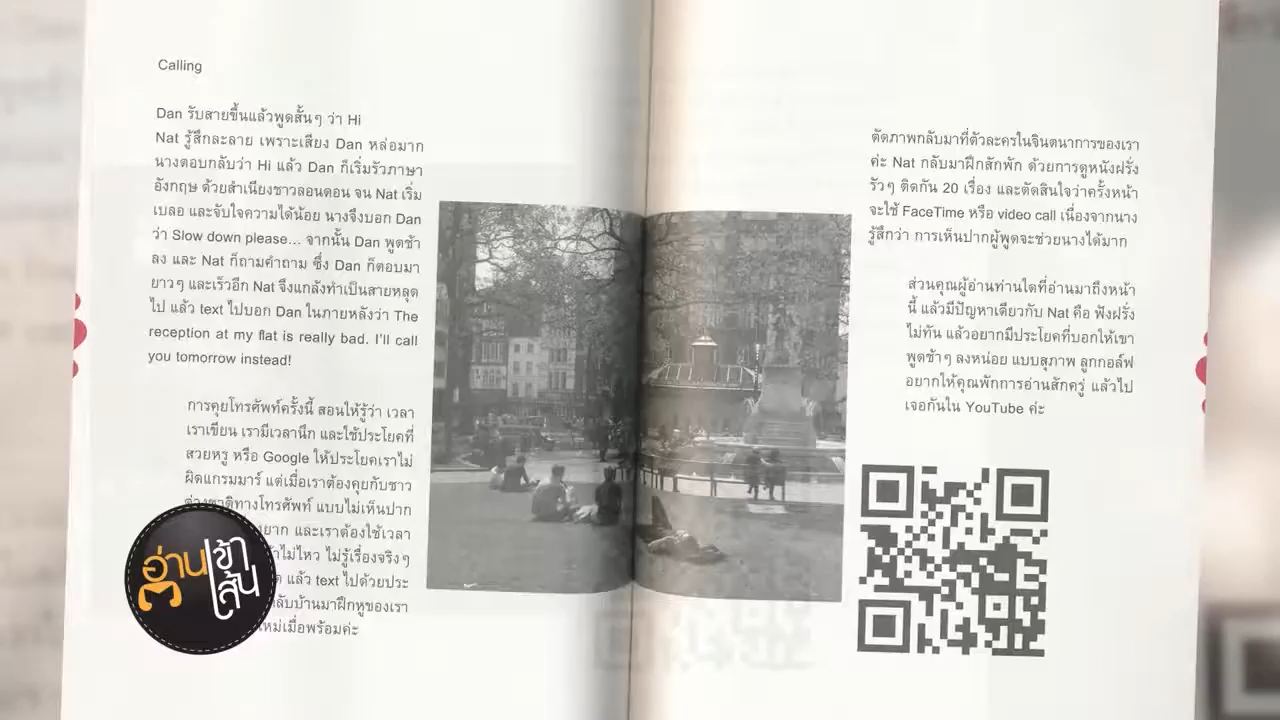 Calling
Dan รับสายขึ้นแล้วพูดสั้นๆ ว่า Hi
Nat รู้สึกละลาย เพราะเสียง Dan หล่อมาก
นางตอบกลับว่า Hi แล้ว Dan ก็เริ่มรัวภาษา
อังกฤษ ด้วยสำเนียงชาวลอนดอน จน Nat เริ่ม
เบลอ และจับใจความได้น้อย นางจึงบอก Dan
ว่า Slow down please... จากนั้น Dan พูดช้า
ลง และ Nat ก็ถามคำถาม ซึ่ง Dan ก็ตอบมา
ยาวๆ และเร็วอีก Nat จึงแกล้งทำเป็นสายหลุด
ไป แล้ว text ไปบอก Dan ในภายหลังว่า The
reception at my flat is really bad. I'll call
you tomorrow instead!
การคุยโทรศัพท์ครั้งนี้ สอนให้รู้ว่า เวลา
เราเขียน เรามีเวลานึก และใช้ประโยคที่
สวยหรู หรือ Google ให้ประโยคเราไม่
ผิดแกรมมาร์ แต่เมื่อเราต้องคุยกับชาว
ต่างชาติทางโทรศัพท์ แบบไม่เห็นปาก
ยาก และเราต้องใช้เวลา
ไม่ไหว ไม่รู้เรื่องจริงๆ
แล้ว text ไปด้วยประ
กลับบ้านมาฝึกหูของเรา
ใหม่เมื่อพร้อมค่ะ
อ่านเข้าเส้น
ตัดภาพกลับมาที่ตัวละครในจินตนาการของเรา
ค่ะ Nat กลับมาฝึกสักพัก ด้วยการดูหนังฝรั่ง
รัวๆ ติดกัน 20 เรื่อง และตัดสินใจว่าครั้งหน้า
จะใช้ FaceTime หรือ video call เนื่องจากนาง
รู้สึกว่า การเห็นปากผู้พูดจะช่วยนางได้มาก
ส่วนคุณผู้อ่านท่านใดที่อ่านมาถึงหน้า
นี้ แล้วมีปัญหาเดียวกับ Nat คือ ฟังฝรั่ง
ไม่ทัน แล้วอยากมีประโยคที่บอกให้เขา
พูดช้าๆ ลงหน่อย แบบสุภาพ ลูกกอล์ฟ
อยากให้คุณพักการอ่านสักครู่ แล้วไป
เจอกันใน YouTube ค่ะ